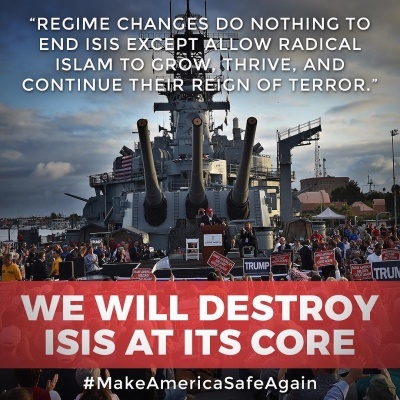 “REGIME CHANGES DO NOTHING TO
END ISIS EXCEPT ALLOW RADICAL
ISLAM TO GROW, THRIVE, AND
CONTINUE THEIR REIGN OF TERROR.”
TRUMP
TRUMP
WE WILL DESTROY
ISIS AT ITS CORE
#MakeAmericaSafeAgain